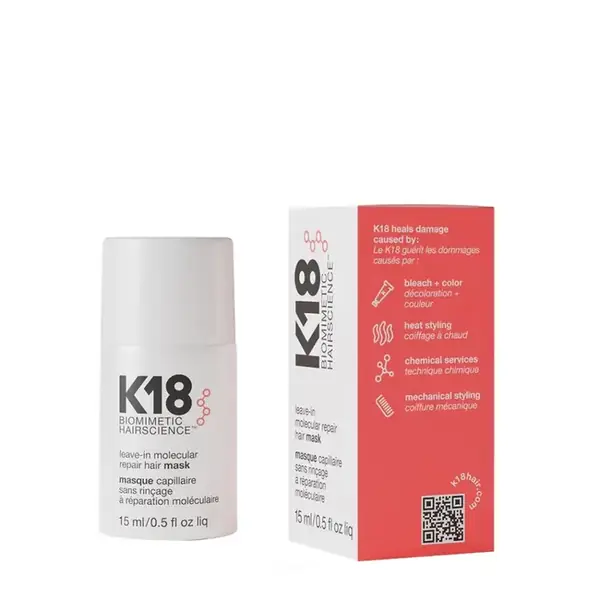 K18
BIOMIMETIC
HAIRSCIENCE™
leave-in molecular
repair hair mask
masque capillaire
sans rinçage
à réparation moléculaire
15 ml/0.5 fl oz liq
K18
BIOMIMETIC
HAIRSCIENCE™
leave-in
molecular repair
hair mask
masque capillaire
sans rinçage
à réparation
moléculaire
15 ml/0.5 fl oz liq
K18 heals damage
caused by:
Le K18 guérit les dommages
causés par :
bleach + color
décoloration +
couleur
heat styling
coiffage à chaud
chemical services
technique chimique
mechanical styling
coiffure mécanique
k18hair.com